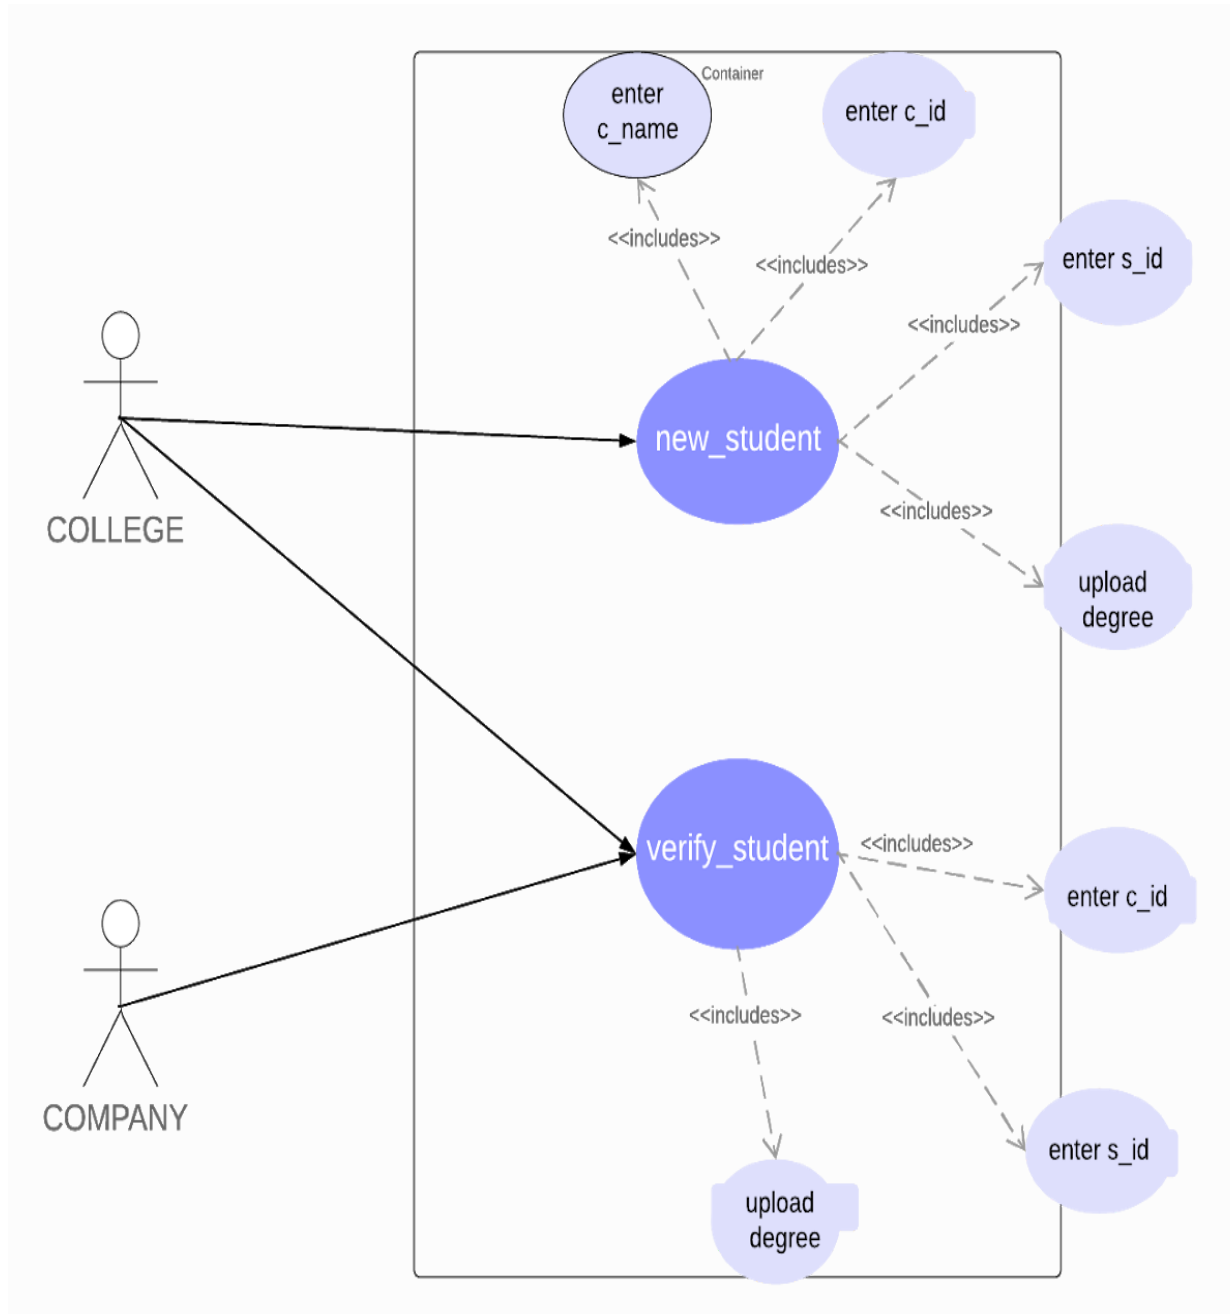 Container
enter
c_name
enter c_id
enter s_id
<<includes>>
<<includes>>
<<includes>>
new_student
<<includes>>
COLLEGE
upload
degree
verify_student
<<includes>>
enter c_id
<<includes>>
<<includes>>
COMPANY
enter s_id
upload
degree